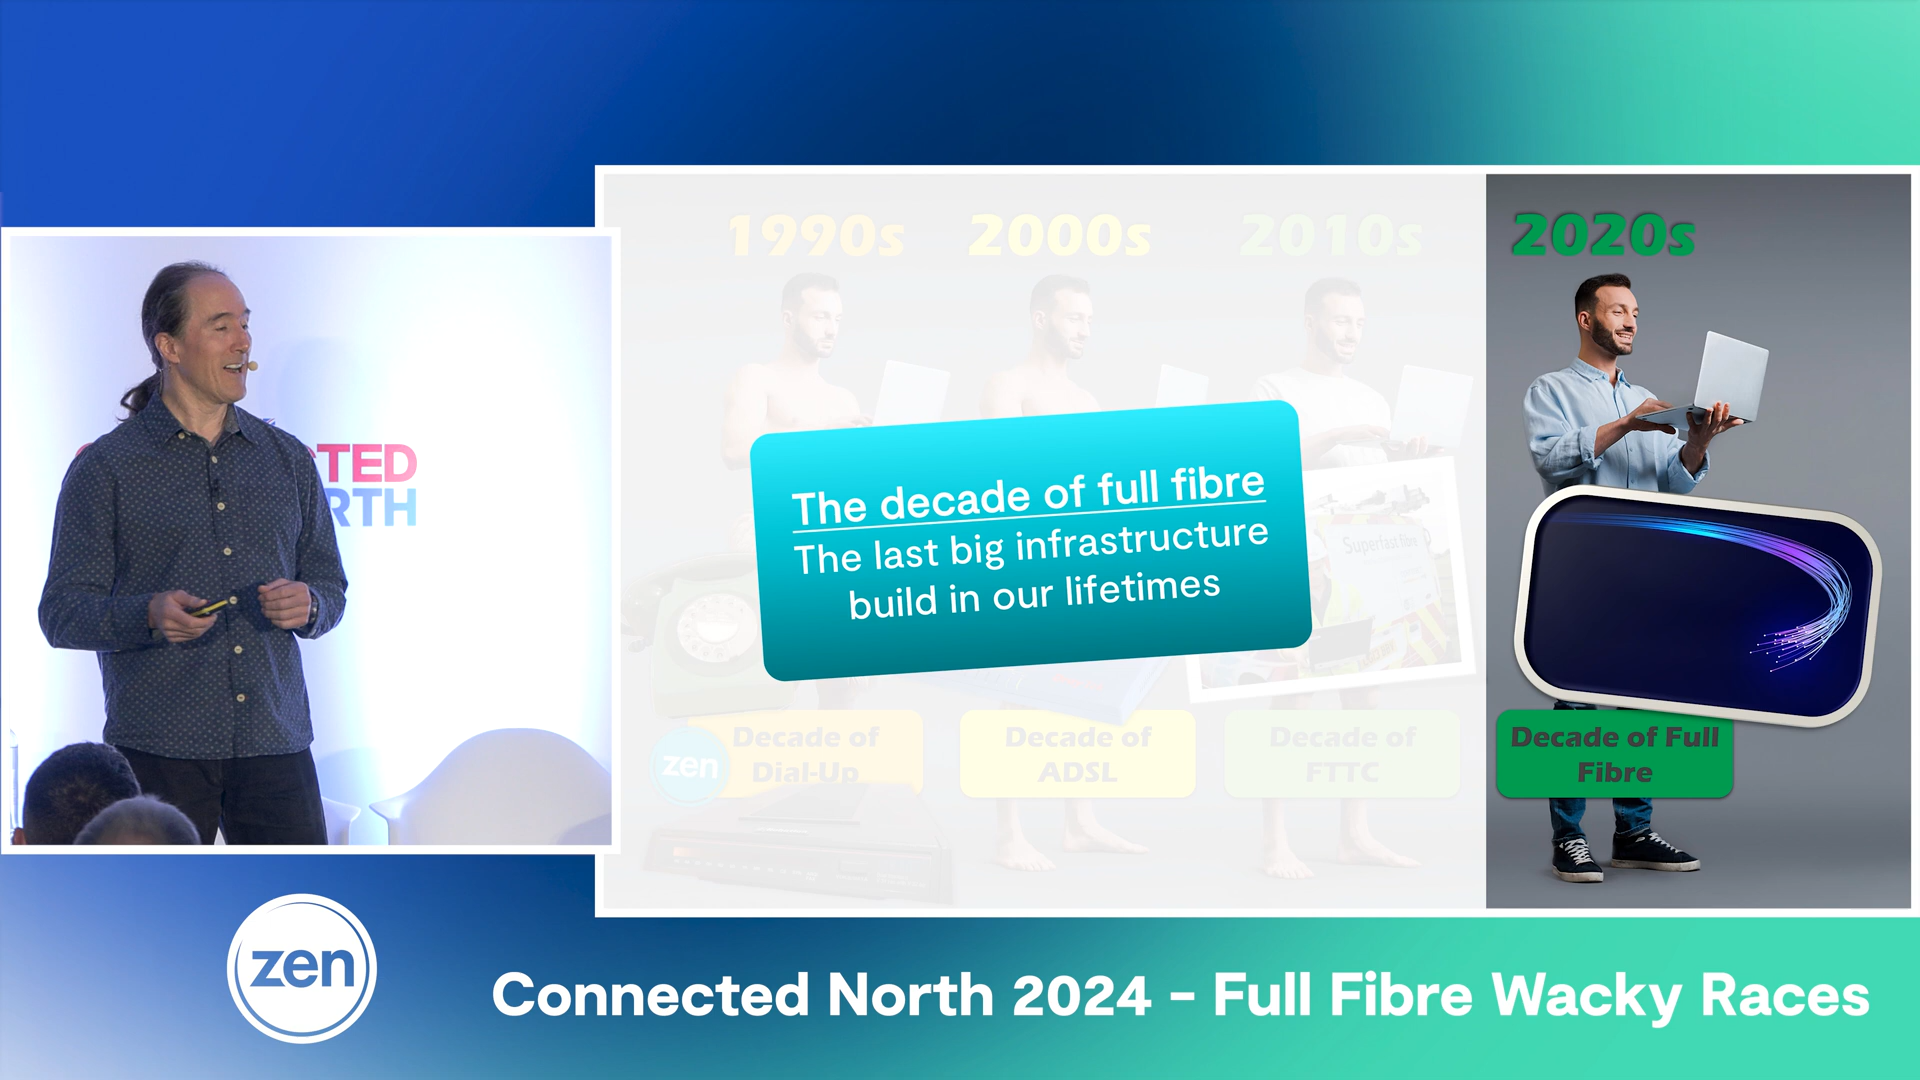 1990s
2000s
2010s
2020s
TED
RTH
The decade of full fibre
The last big infrastructure
build in our lifetimes
Superfast fibre
zen
Decade of
Dial-Up
Decade of
ADSL
Decade of
FTTC
Decade of Full
Fibre
zen
Connected North 2024 - Full Fibre Wacky Races